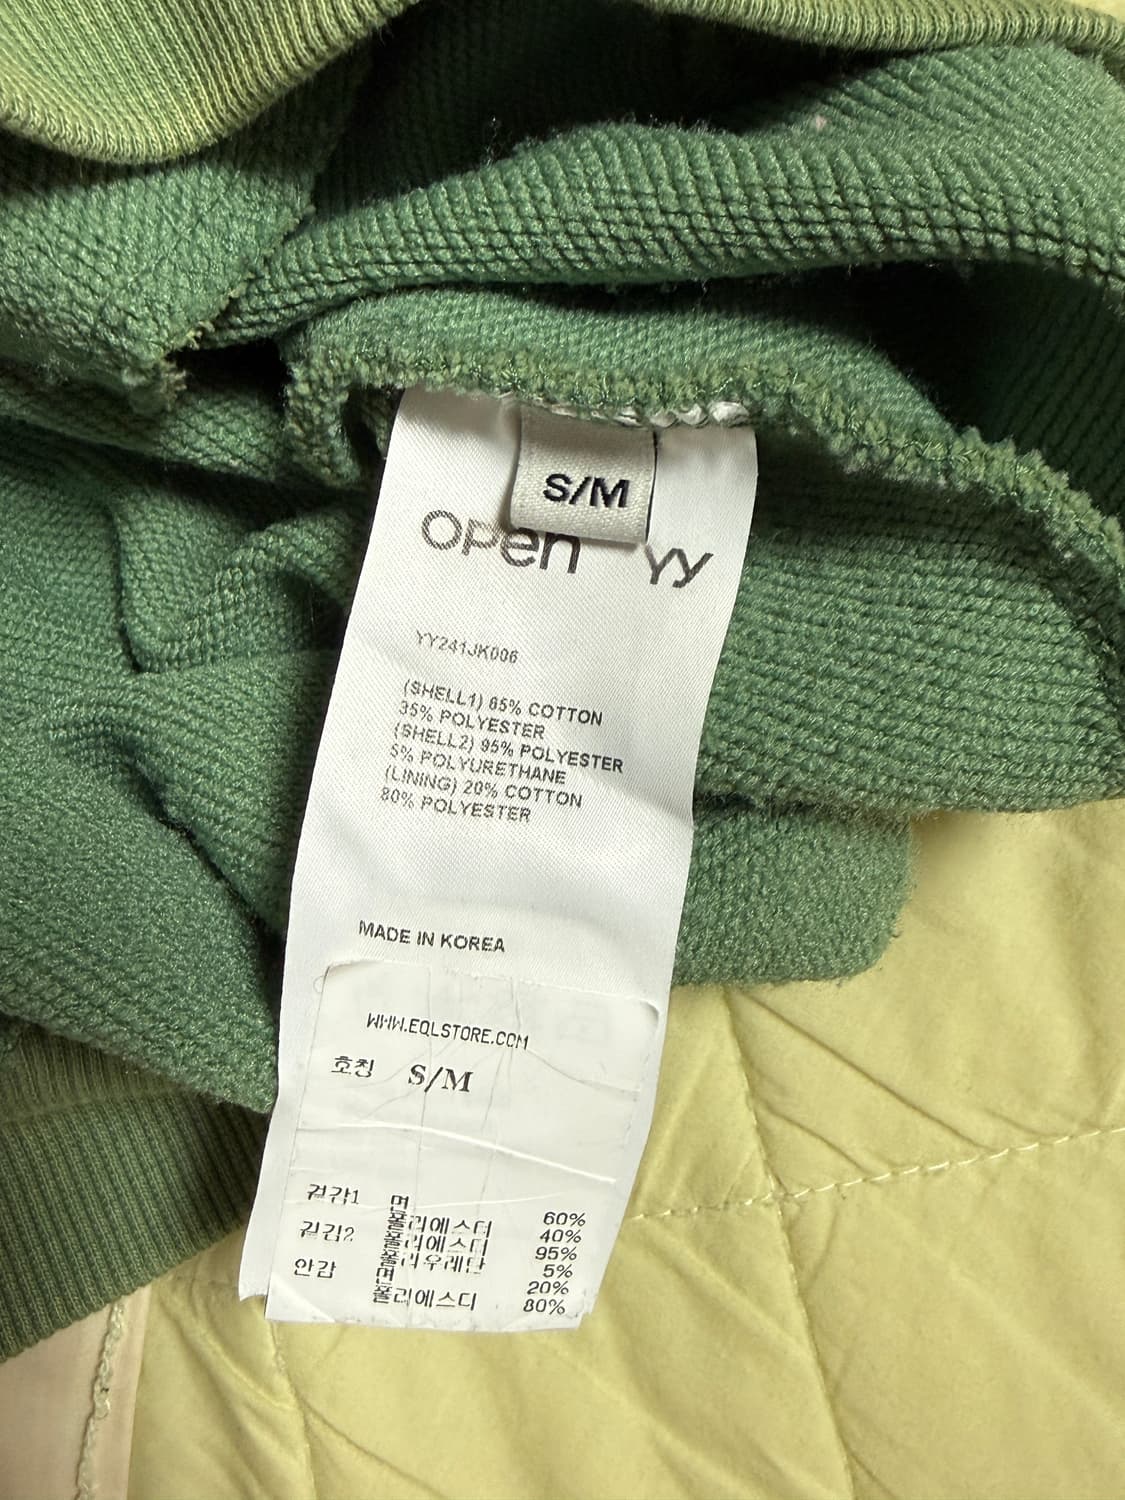 S/M
open YY
YY241JK006
(SHELL1) 65% COTTON
35% POLYESTER
(SHELL2) 95% POLYESTER
5% POLYURETHANE
(LINING) 20% COTTON
80% POLYESTER
MADE IN KOREA
WWW.EQLSTORE.COM
호칭 S/M
겉감1 면 60%
폴리에스터 40%
겉감2 폴리에스터 95%
폴리우레탄 5%
안감 면 20%
폴리에스터 80%